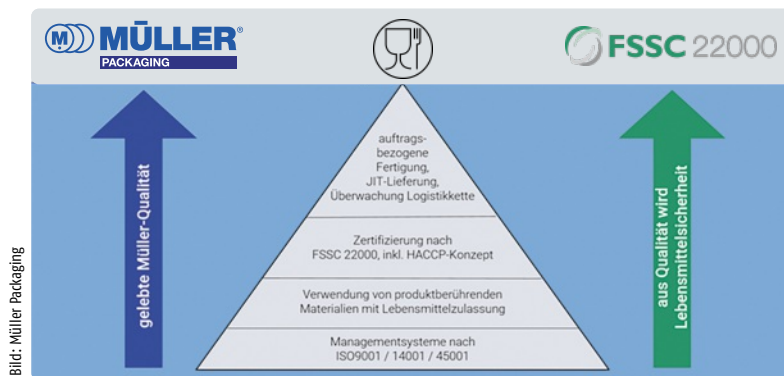 MÜLLER®
PACKAGING
FSSC 22000
auftrags-
bezogene
Fertigung,
JIT-Lieferung,
Überwachung Logistikkette
Zertifizierung nach
FSSC 22000, inkl. HACCP-Konzept
Verwendung von produktberührenden
Materialien mit Lebensmittelzulassung
Managementsysteme nach
ISO9001 / 14001 / 45001
gelebte Müller-Qualität
aus Qualität wird
Lebensmittelsicherheit
Bild: Müller Packaging